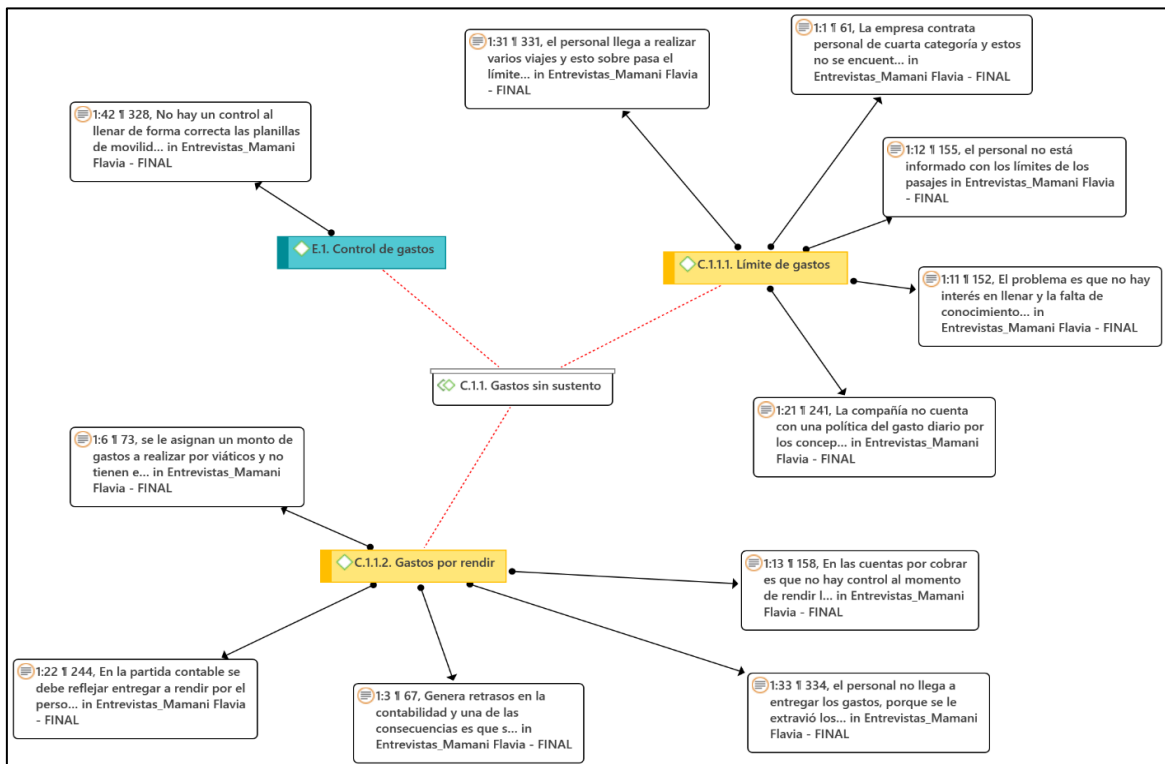 1:31 ¶ 331, el personal llega a realizar
varios viajes y esto sobre pasa el
límite... in Entrevistas_Mamani Flavia
- FINAL
1:1 ¶ 61, La empresa contrata
personal de cuarta categoría y estos
no se encuent... in
Entrevistas_Mamani Flavia - FINAL
1:42 ¶ 328, No hay un control al
llenar de forma correcta las planillas
de movilid... in Entrevistas_Mamani
Flavia - FINAL
1:12 ¶ 155, el personal no está
informado con los límites de los
pasajes in Entrevistas_Mamani Flavia
- FINAL
E.1. Control de gastos
C.1.1.1. Límite de gastos
1:11 ¶ 152, El problema es que no hay
interés en llenar y la falta de
conocimiento... in
Entrevistas_Mamani Flavia - FINAL
C.1.1. Gastos sin sustento
1:21 ¶ 241, La compañía no cuenta
con una política del gasto diario por
los concep... in Entrevistas_Mamani
Flavia - FINAL
1:6 ¶ 73, se le asignan un monto de
gastos a realizar por viáticos y no
tienen e... in Entrevistas_Mamani
Flavia - FINAL
C.1.1.2. Gastos por rendir
1:13 ¶ 158, En las cuentas por cobrar
es que no hay control al momento
de rendir l... in Entrevistas_Mamani
Flavia - FINAL
1:22 ¶ 244, En la partida contable se
debe reflejar entregar a rendir por el
perso... in Entrevistas_Mamani Flavia
- FINAL
1:3 ¶ 67, Genera retrasos en la
contabilidad y una de las
consecuencias es que s... in
Entrevistas_Mamani Flavia - FINAL
1:33 ¶ 334, el personal no llega a
entregar los gastos, porque se le
extravió los... in Entrevistas_Mamani
Flavia - FINAL